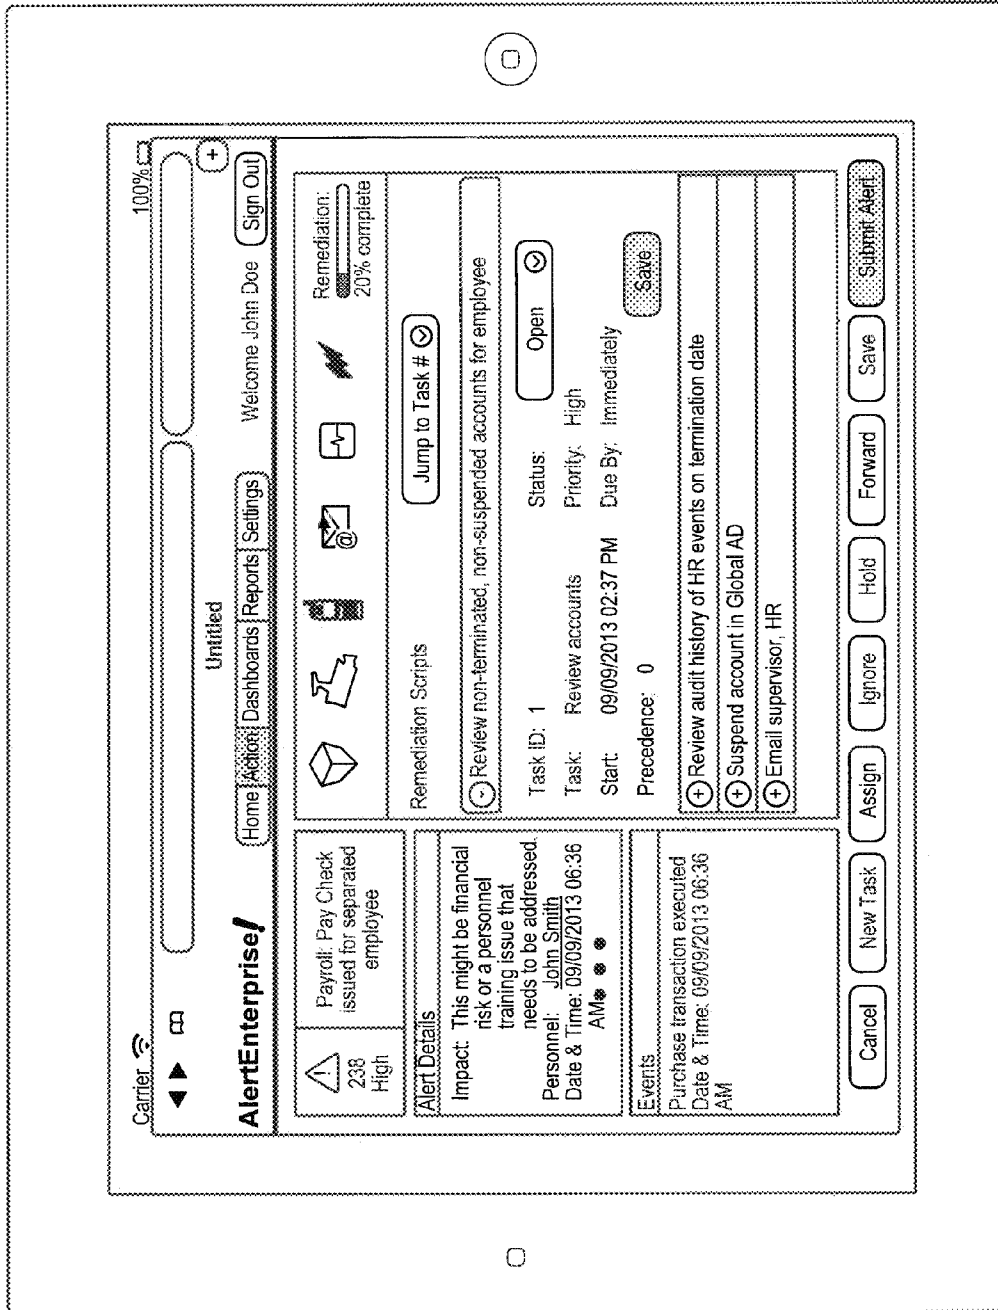 Carrier
100%
Untitled
AlertEnterprise!
Home Action Dashboards Reports Settings
Welcome John Doe
Sign Out
238
High
Payroll: Pay Check
issued for separated
employee
Remediation:
20% complete
Alert Details
Impact: This might be financial
risk or a personnel
training issue that
needs to be addressed.
Personnel: John Smith
Date & Time: 09/09/2013 06:36
AM
Events
Purchase transaction executed
Date & Time: 09/09/2013 06:36
AM
Remediation Scripts
Jump to Task #
Review non-terminated, non-suspended accounts for employee
Task ID: 1
Status: Open
Task: Review accounts
Priority: High
Start: 09/09/2013 02:37 PM
Due By: Immediately
Precedence: 0
Save
Review audit history of HR events on termination date
Suspend account in Global AD
Email supervisor, HR
Cancel
New Task
Assign
Ignore
Hold
Forward
Save
Submit Alert